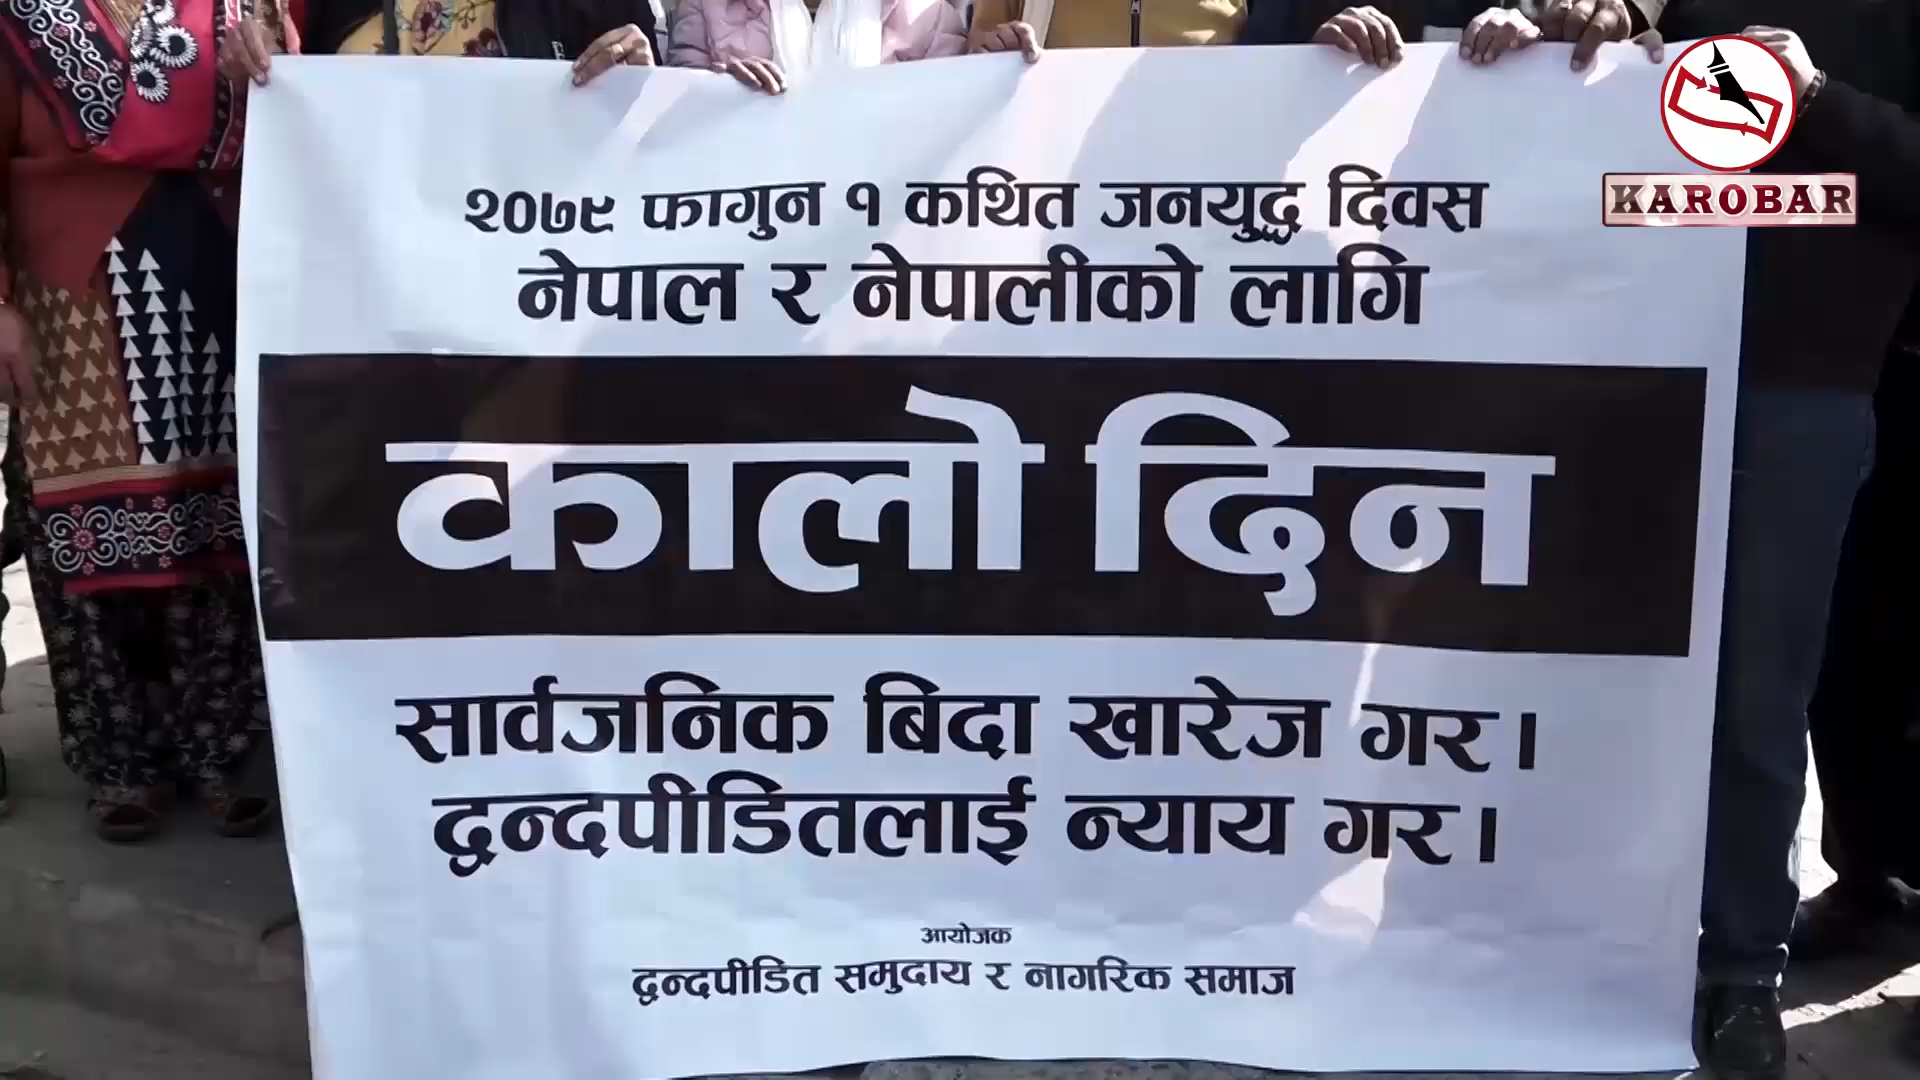 २०७९ फागुन १ कथित जनयुद्ध दिवस
नेपाल र नेपालीको लागि
कालो दिन
सार्वजनिक बिदा खारेज गर।
द्वन्दपीडितलाई न्याय गर।
आयोजक
द्वन्दपीडित समुदाय र नागरिक समाज
KAROBAR